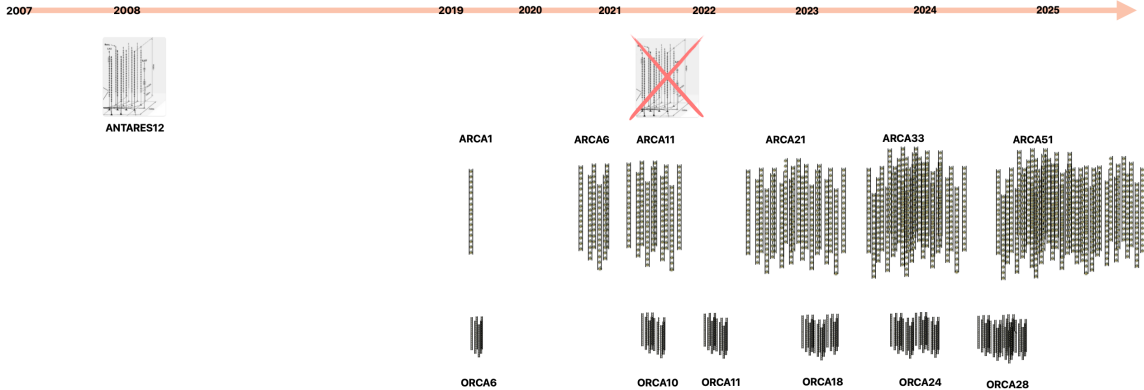 2007 2008 2019 2020 2021 2022 2023 2024 2025
ANTARES12
ARCA1 ARCA6 ARCA11 ARCA21 ARCA33 ARCA51
ORCA6 ORCA10 ORCA11 ORCA18 ORCA24 ORCA28